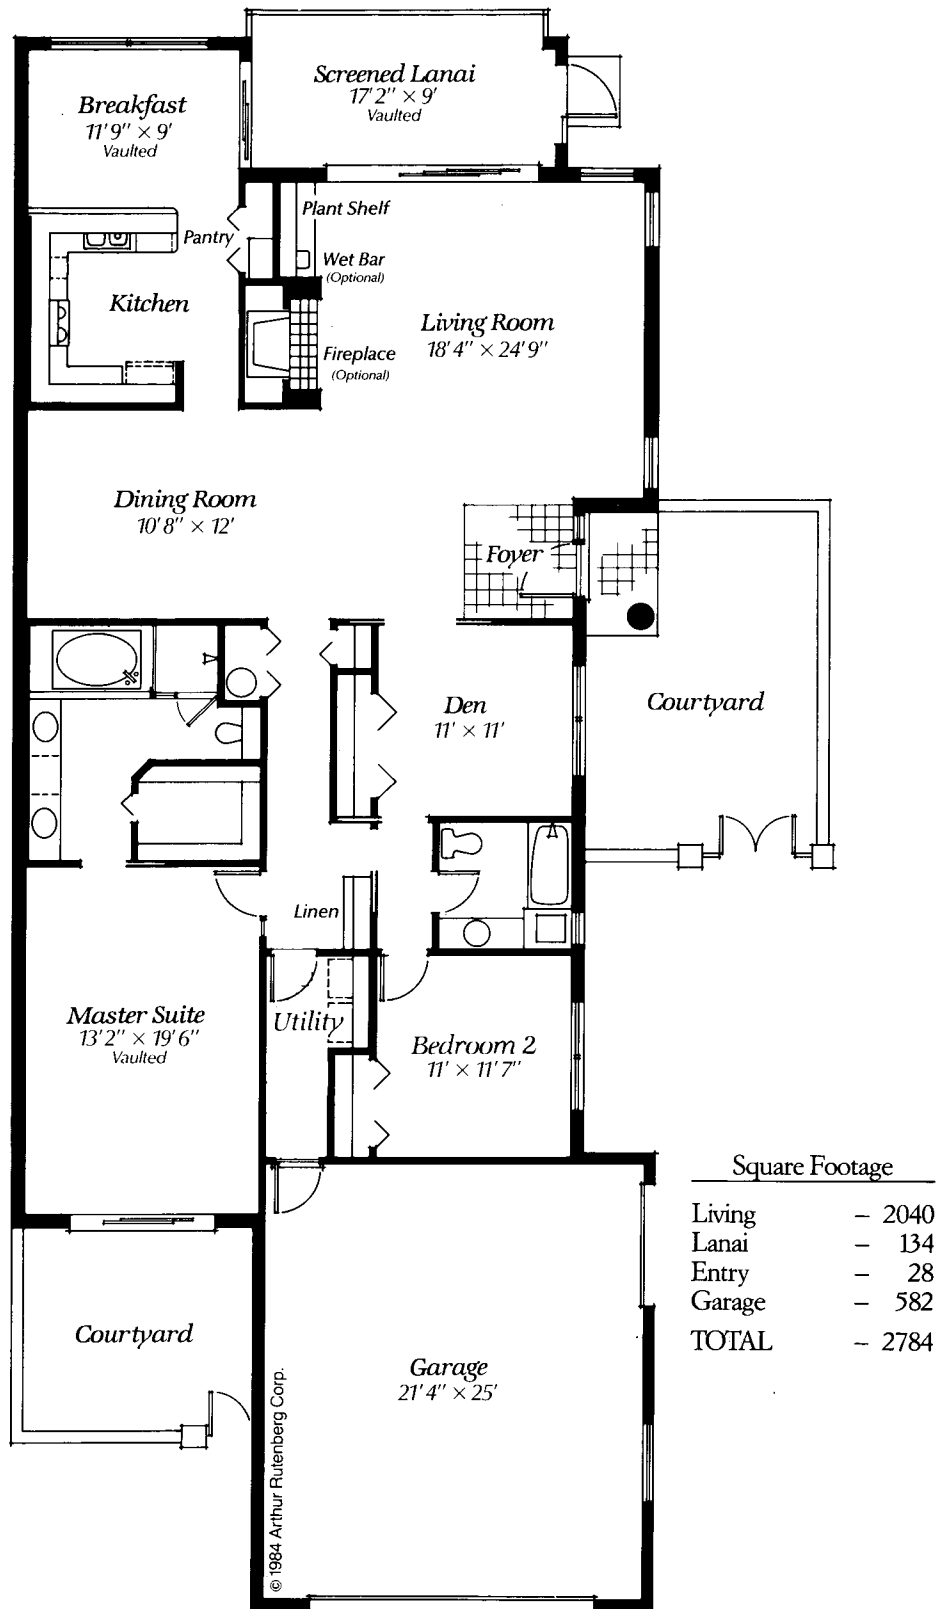 Screened Lanai
17'2" × 9'
Vaulted
Breakfast
11'9" × 9'
Vaulted
Plant Shelf
Pantry
Wet Bar
(Optional)
Kitchen
Living Room
18'4" × 24'9"
Fireplace
(Optional)
Dining Room
10'8" × 12'
Foyer
Den
11' × 11'
Courtyard
Linen
Master Suite
13'2" × 19'6"
Vaulted
Utility
Bedroom 2
11' × 11'7"
Square Footage
Living – 2040
Lanai – 134
Entry – 28
Garage – 582
TOTAL – 2784
Courtyard
Garage
21'4" × 25'
© 1984 Arthur Rutenberg Corp.